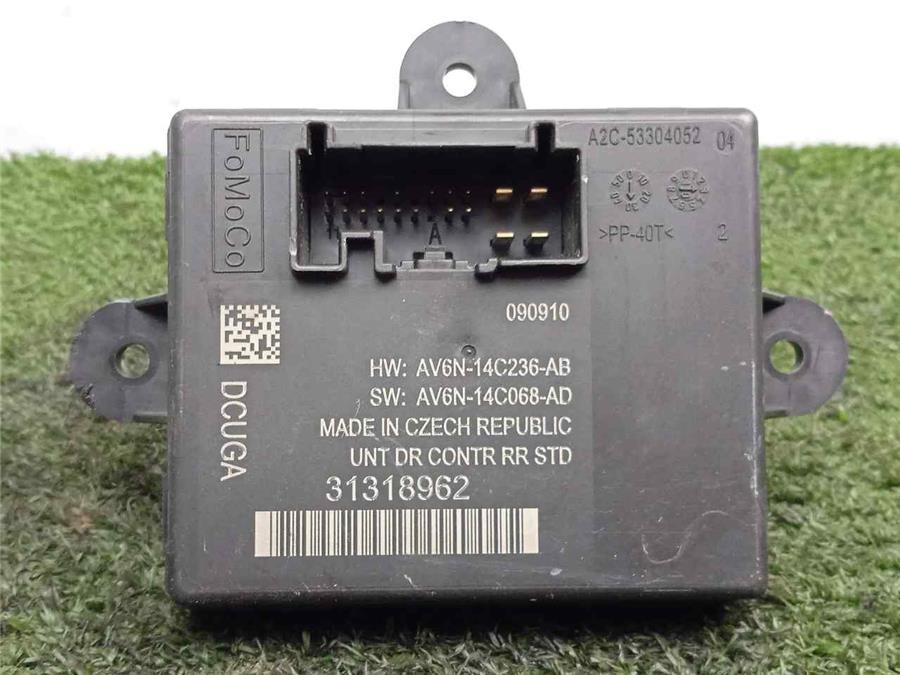 FoMoCo
A2C-53304052 04
>PP-40T< 2
A
090910
HW: AV6N-14C236-AB
SW: AV6N-14C068-AD
MADE IN CZECH REPUBLIC
UNT DR CONTR RR STD
31318962
DCUGA